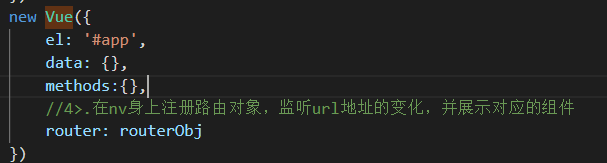 new Vue({
el: '#app',
data: {},
methods:{},
//4>.在nv身上注册路由对象，监听url地址的变化，并展示对应的组件
router: routerObj
})